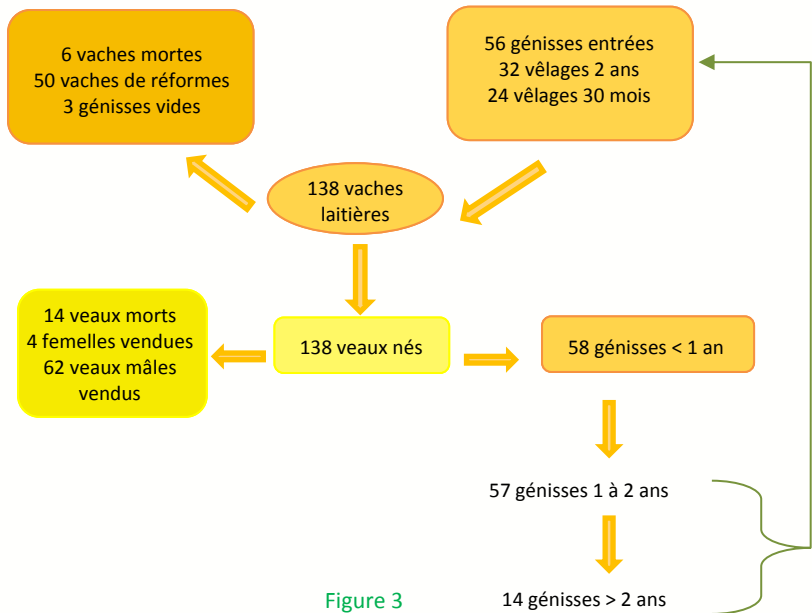 6 vaches mortes
50 vaches de réformes
3 génisses vides
56 génisses entrées
32 vêlages 2 ans
24 vêlages 30 mois
138 vaches
laitières
14 veaux morts
4 femelles vendues
62 veaux mâles
vendus
138 veaux nés
58 génisses < 1 an
57 génisses 1 à 2 ans
14 génisses > 2 ans
Figure 3